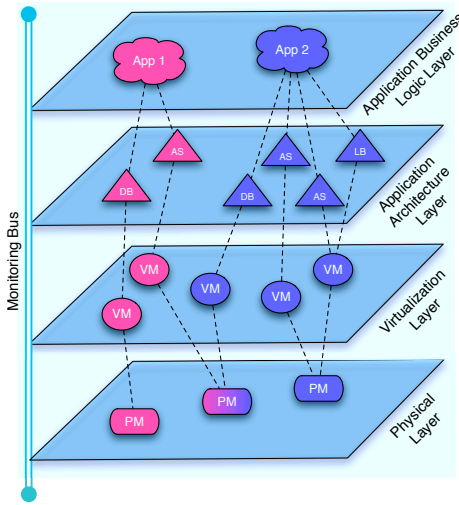 App 1
App 2
Application Business
Logic Layer
AS
AS
LB
DB
DB
AS
Application
Architecture
Layer
Monitoring Bus
VM
VM
VM
VM
VM
Virtualization
Layer
PM
PM
PM
Physical
Layer